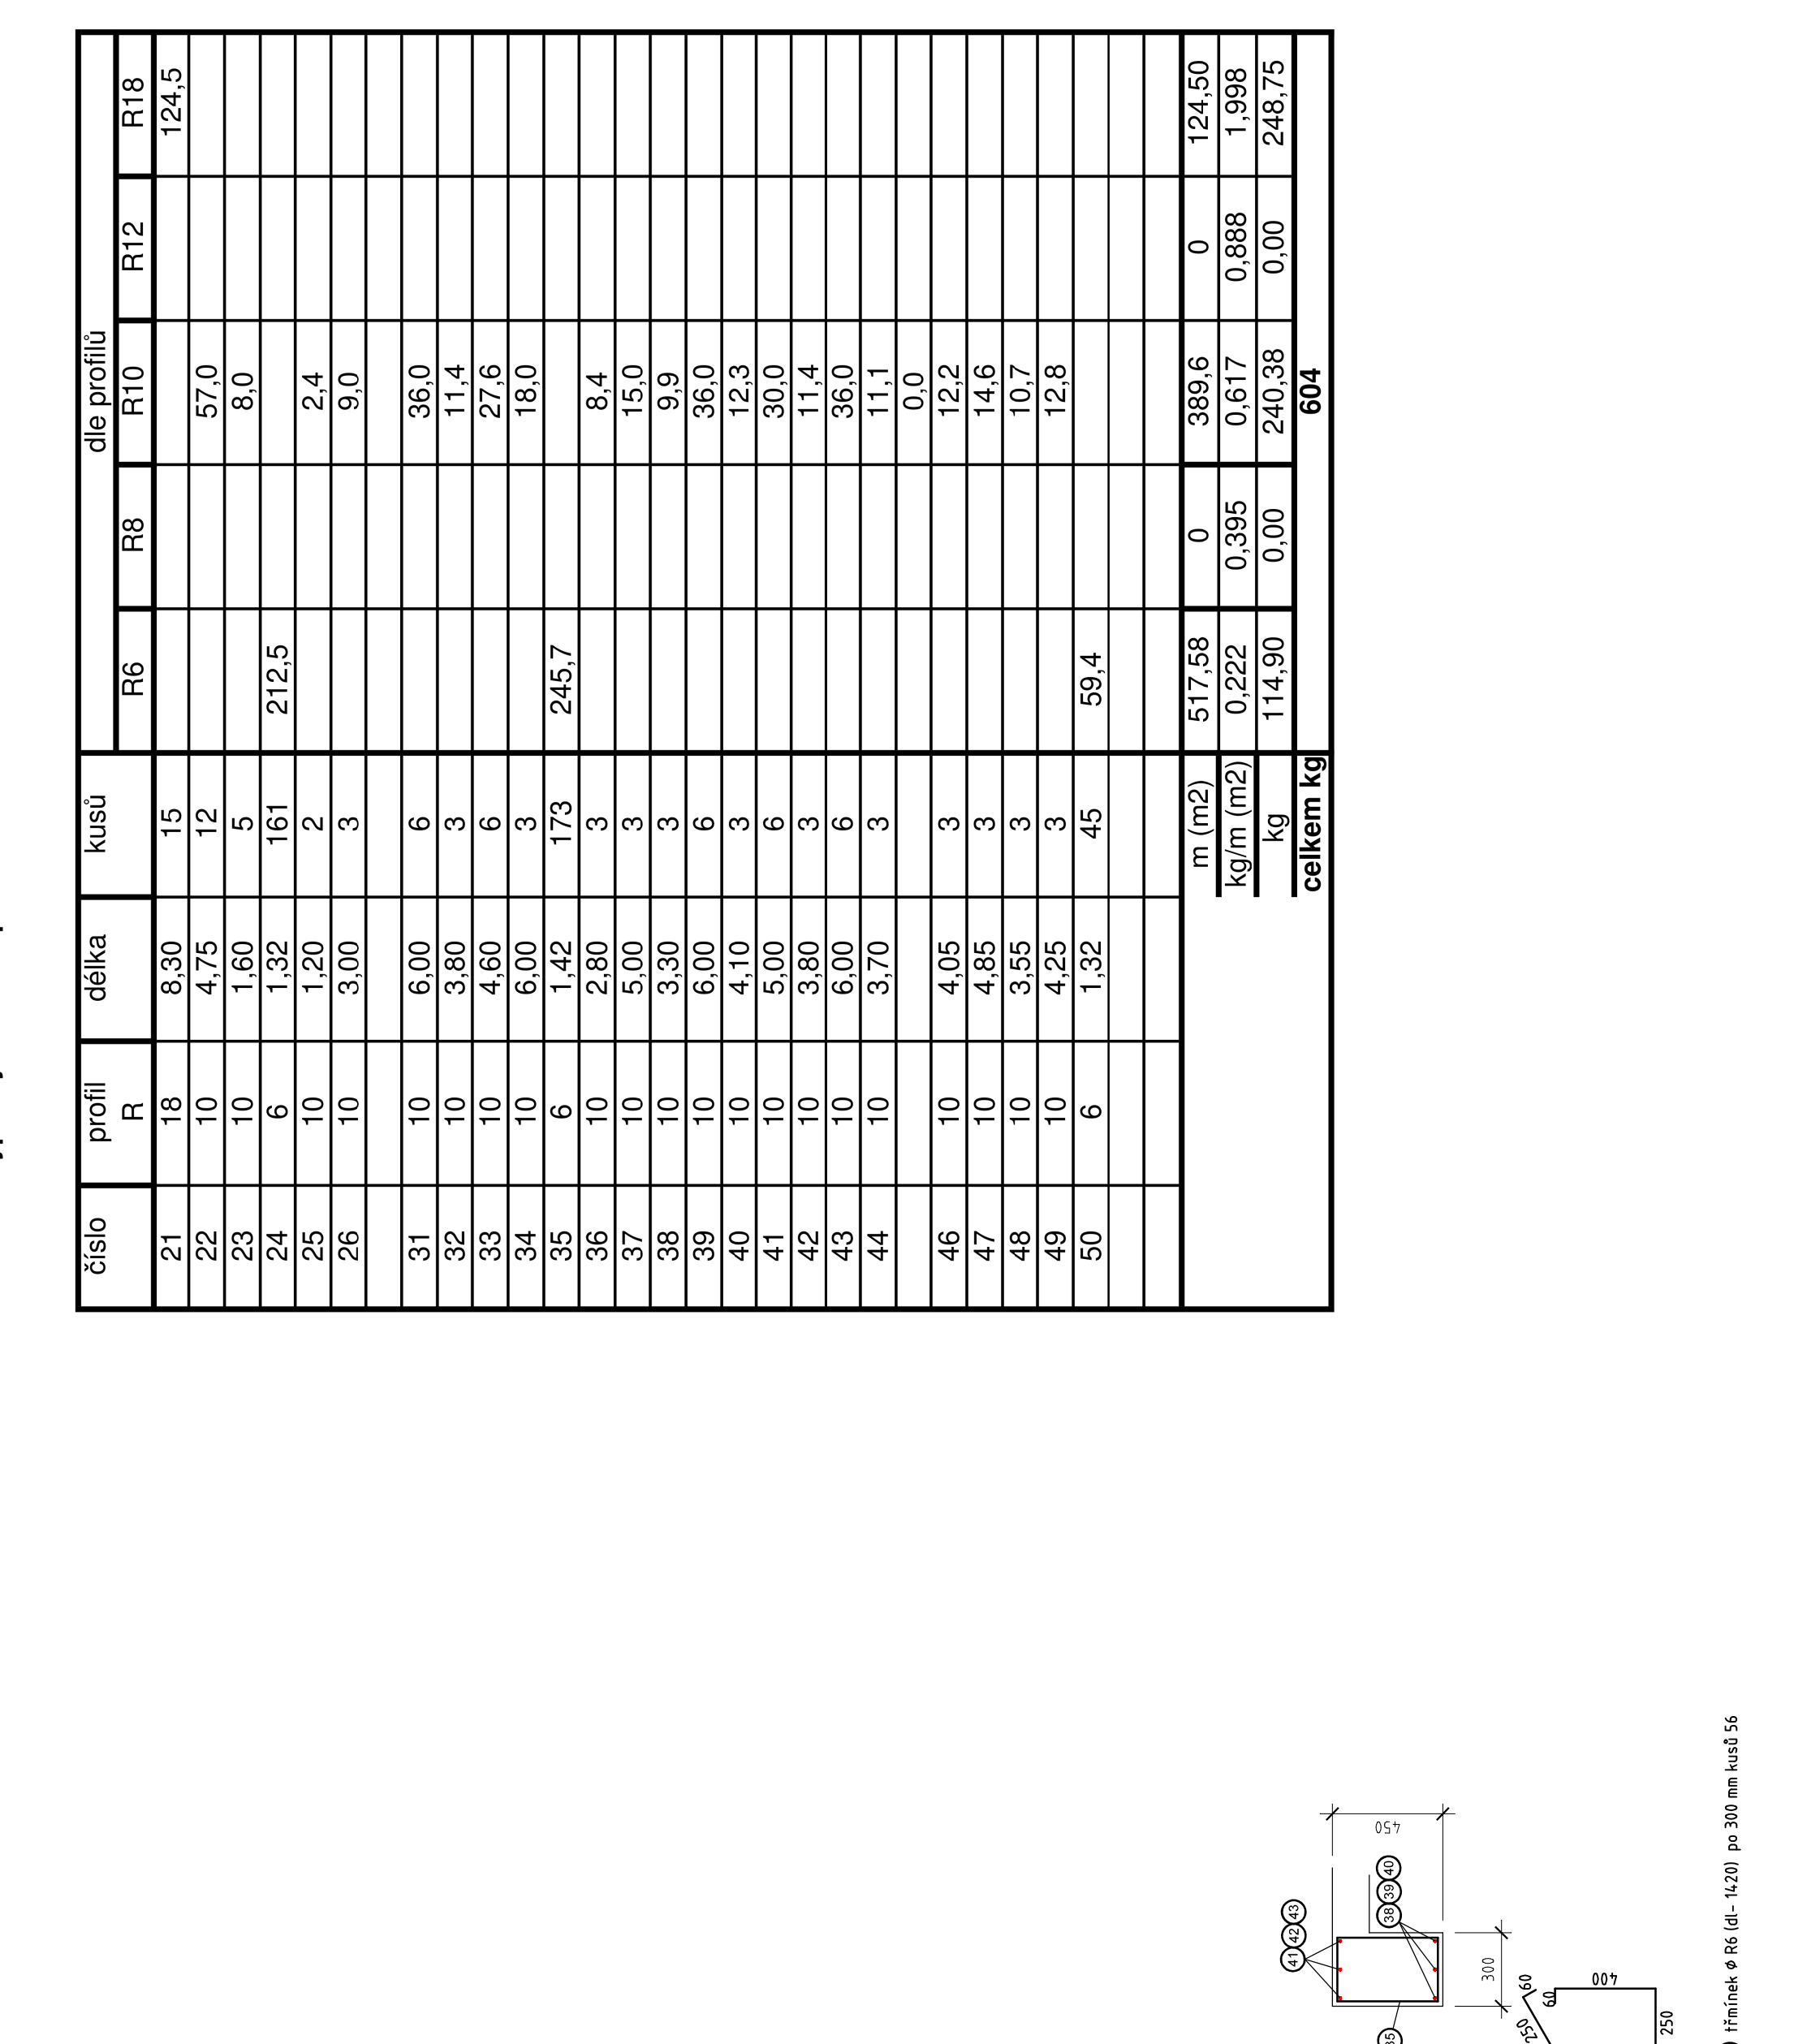 číslo profil délka kusů dle profilů
R R6 R8 R10 R12 R18
21 18 8,30 15 124,5
22 10 4,75 12 57,0
23 10 1,60 5 8,0
24 6 1,32 161 212,5
25 10 1,20 2 2,4
26 10 3,00 3 9,0
31 10 6,00 6 36,0
32 10 3,80 3 11,4
33 10 4,60 6 27,6
34 10 6,00 3 18,0
35 6 1,42 173 245,7
36 10 2,80 3 8,4
37 10 5,00 3 15,0
38 10 3,30 3 9,9
39 10 6,00 6 36,0
40 10 4,10 3 12,3
41 10 5,00 6 30,0
42 10 3,80 3 11,4
43 10 6,00 6 36,0
44 10 3,70 3 11,1
0,0
46 10 4,05 3 12,2
47 10 4,85 3 14,6
48 10 3,55 3 10,7
49 10 4,25 3 12,8
50 6 1,32 45 59,4
m (m2) 517,58 0 389,6 0 124,50
kg/m (m2) 0,222 0,395 0,617 0,888 1,998
kg 114,90 0,00 240,38 0,00 248,75
celkem kg 604
41 42 43
38 39 40
450
300
60
60
250
400
250
třmínek ϕ R6 (dl- 1420) po 300 mm kusů 56